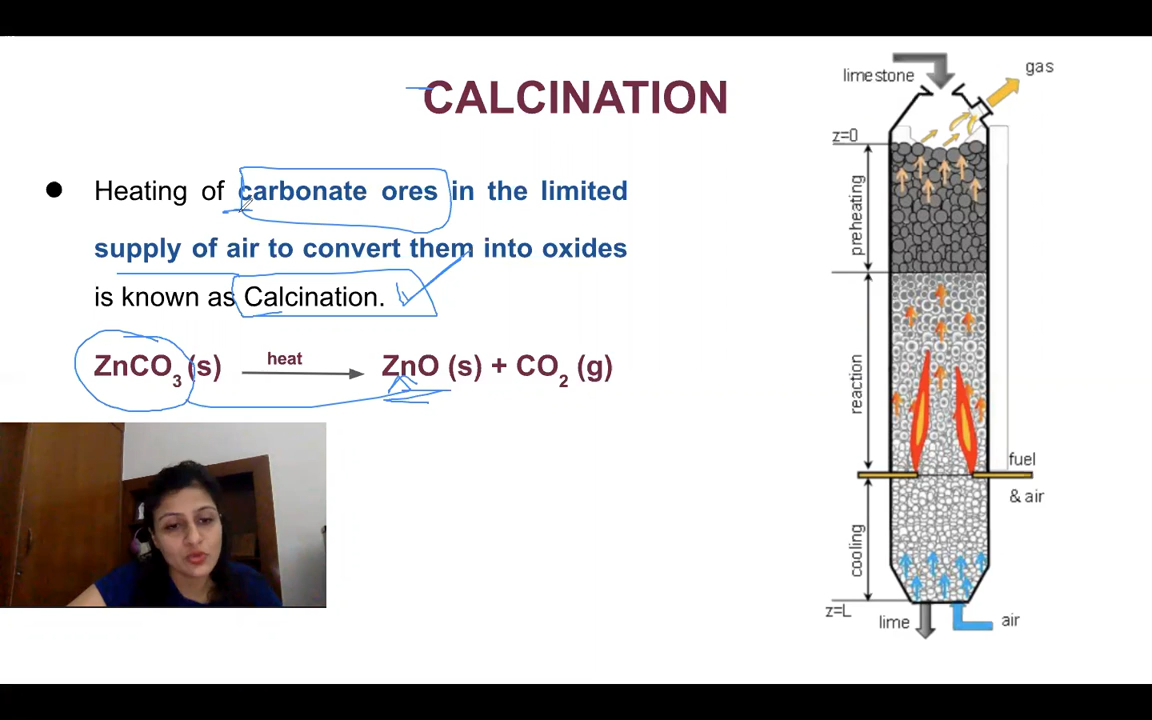 CALCINATION
● Heating of carbonate ores in the limited
supply of air to convert them into oxides
is known as Calcination.
ZnCO₃ (s) heat ZnO (s) + CO₂ (g)
limestone
gas
z=0
preheating
reaction
fuel
& air
cooling
z=L
lime
air